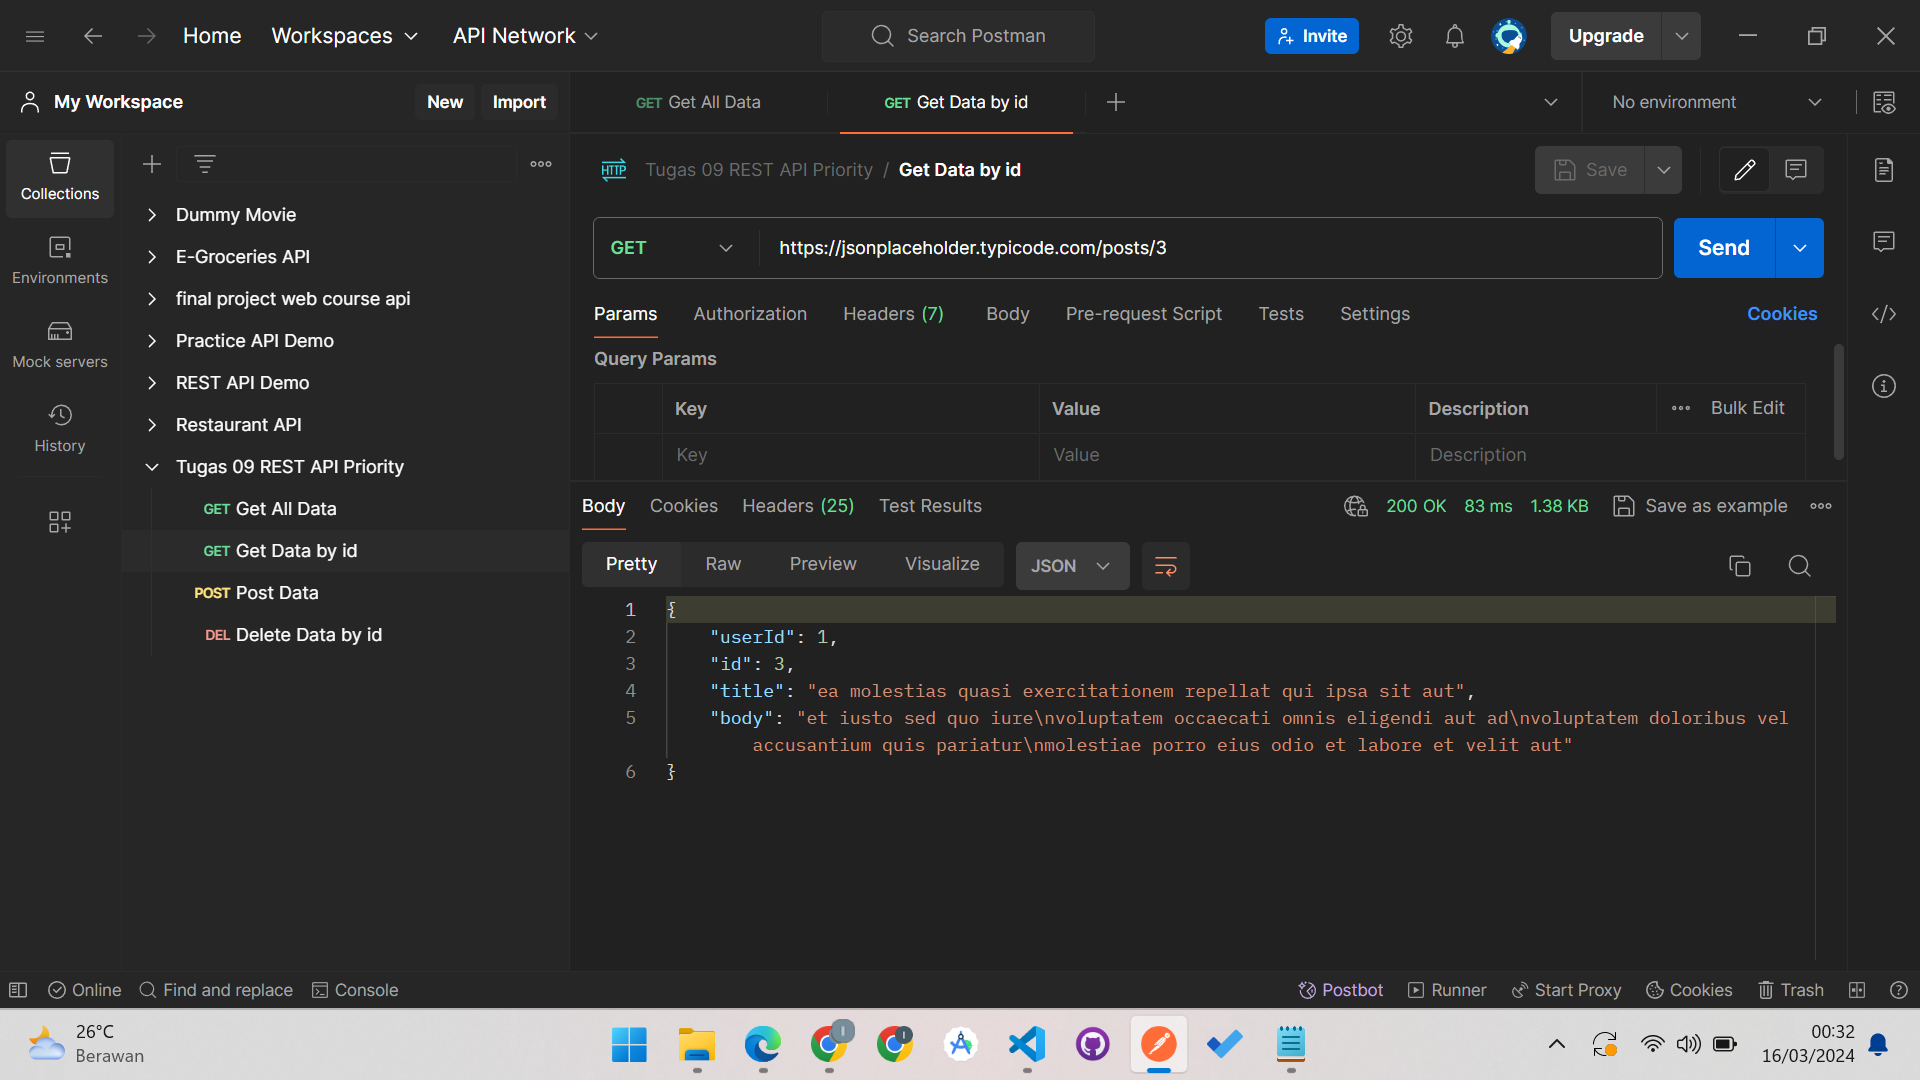 Home
Workspaces
API Network
Search Postman
Invite
Upgrade
My Workspace
New
Import
GET Get All Data
GET Get Data by id
No environment
Collections
Environments
Mock servers
History
Dummy Movie
E-Groceries API
final project web course api
Practice API Demo
REST API Demo
Restaurant API
Tugas 09 REST API Priority
GET Get All Data
GET Get Data by id
POST Post Data
DEL Delete Data by id
HTTP
Tugas 09 REST API Priority / Get Data by id
Save
GET
https://jsonplaceholder.typicode.com/posts/3
Send
Params
Authorization
Headers (7)
Body
Pre-request Script
Tests
Settings
Cookies
Query Params
Key
Value
Description
Bulk Edit
Key
Value
Description
Body
Cookies
Headers (25)
Test Results
200 OK
83 ms
1.38 KB
Save as example
Pretty
Raw
Preview
Visualize
JSON
1 {
2 "userId": 1,
3 "id": 3,
4 "title": "ea molestias quasi exercitationem repellat qui ipsa sit aut",
5 "body": "et iusto sed quo iure\nvoluptatem occaecati omnis eligendi aut ad\nvoluptatem doloribus vel
accusantium quis pariatur\nmolestiae porro eius odio et labore et velit aut"
6 }
Online
Find and replace
Console
Postbot
Runner
Start Proxy
Cookies
Trash
26°C
Berawan
00:32
16/03/2024